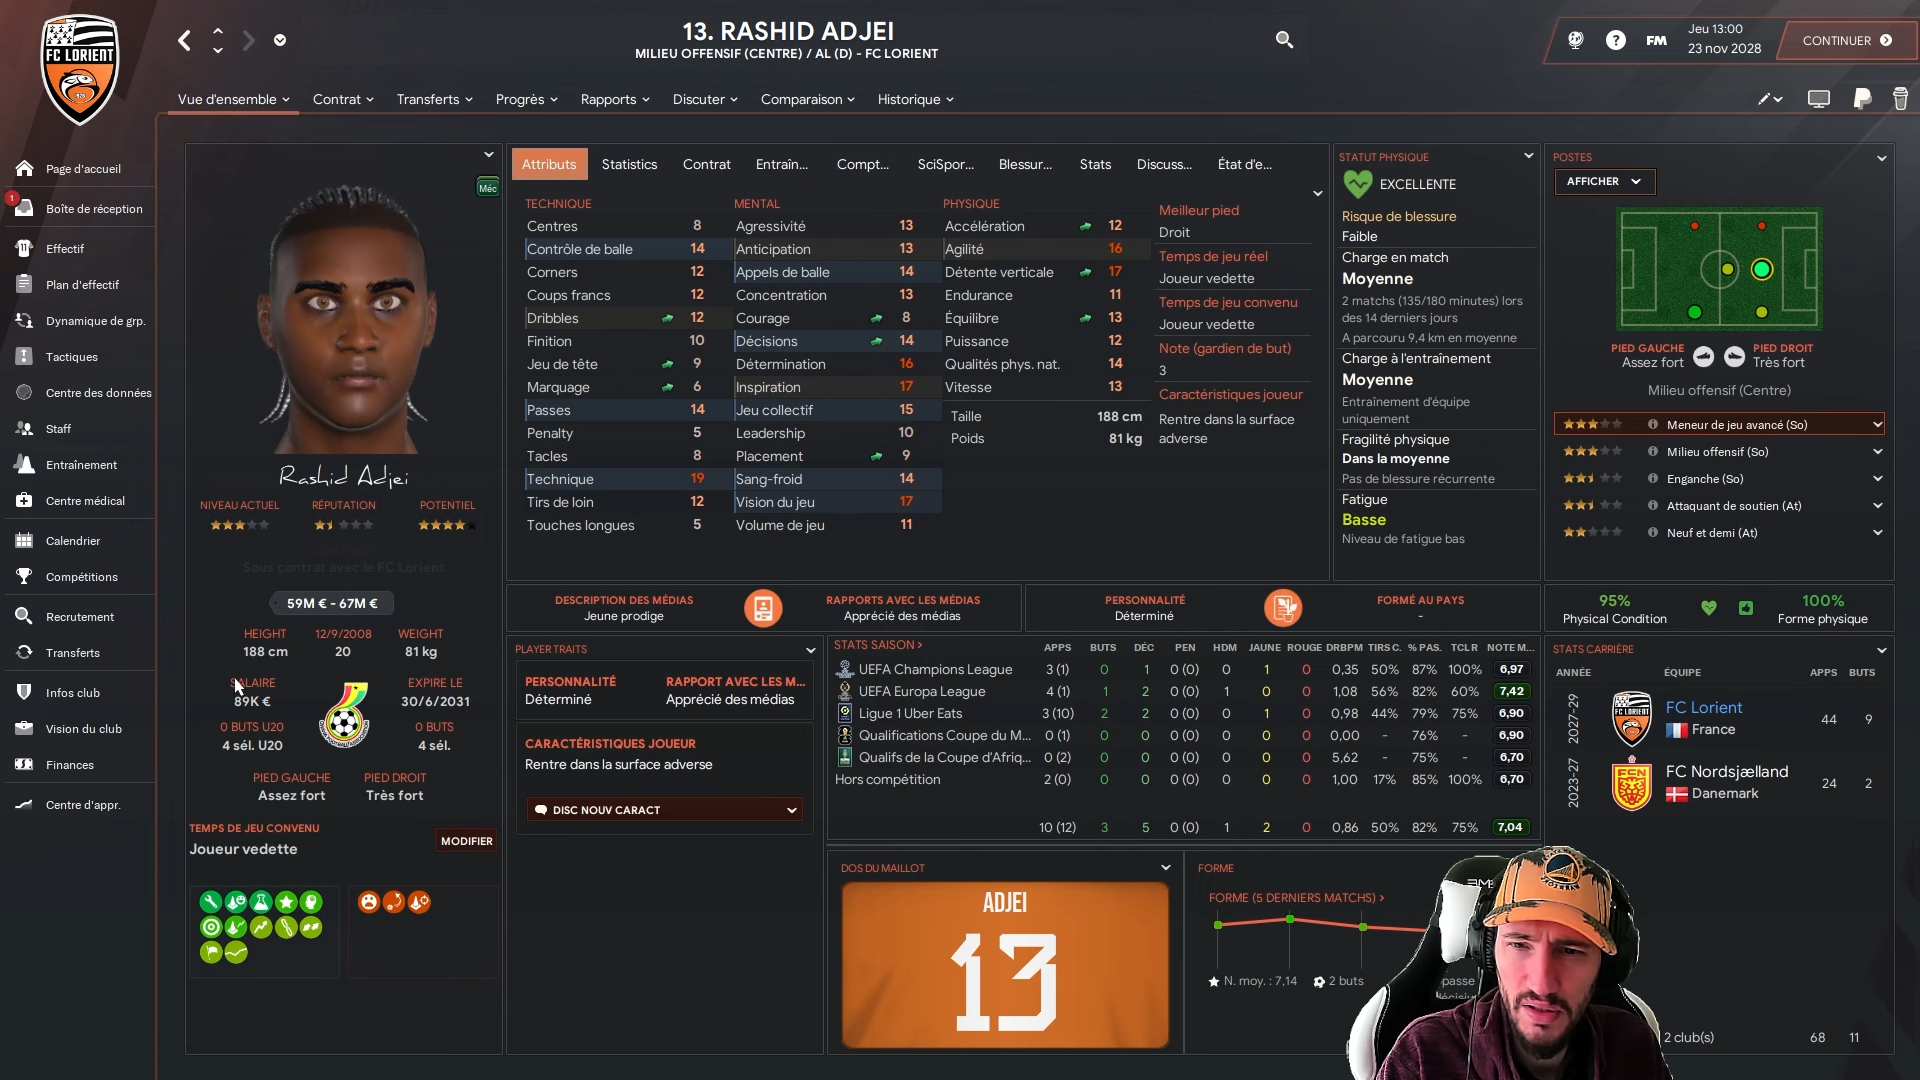 FC LORIENT
13. RASHID ADJEI
MILIEU OFFENSIF (CENTRE) / AL (D) - FC LORIENT
FM
Jeu 13:00
23 nov 2028
CONTINUER
Vue d'ensemble
Contrat
Transferts
Progrès
Rapports
Discuter
Comparaison
Historique
Page d'accueil
1
Boîte de réception
Effectif
Plan d'effectif
Dynamique de grp.
Tactiques
Centre des données
Staff
Entraînement
Centre médical
Calendrier
Compétitions
Recrutement
Transferts
Infos club
Vision du club
Finances
Centre d'appr.
Méc
Rashid Adjei
NIVEAU ACTUEL
RÉPUTATION
POTENTIEL
Sous contrat avec le FC Lorient
59M € - 67M €
HEIGHT
188 cm
12/9/2008
20
WEIGHT
81 kg
SALAIRE
89K €
EXPIRE LE
30/6/2031
0 BUTS U20
4 sél. U20
0 BUTS
4 sél.
PIED GAUCHE
Assez fort
PIED DROIT
Très fort
TEMPS DE JEU CONVENU
Joueur vedette
MODIFIER
Attributs
Statistics
Contrat
Entraîn...
Compt...
SciSpor...
Blessur...
Stats
Discuss...
État d'e...
TECHNIQUE
Centres 8
Contrôle de balle 14
Corners 12
Coups francs 12
Dribbles 12
Finition 10
Jeu de tête 9
Marquage 6
Passes 14
Penalty 5
Tacles 8
Technique 19
Tirs de loin 12
Touches longues 5
MENTAL
Agressivité 13
Anticipation 13
Appels de balle 14
Concentration 13
Courage 8
Décisions 14
Détermination 16
Inspiration 17
Jeu collectif 15
Leadership 10
Placement 9
Sang-froid 14
Vision du jeu 17
Volume de jeu 11
PHYSIQUE
Accélération 12
Agilité 16
Détente verticale 17
Endurance 11
Équilibre 13
Puissance 12
Qualités phys. nat. 14
Vitesse 13
Taille 188 cm
Poids 81 kg
Meilleur pied
Droit
Temps de jeu réel
Joueur vedette
Temps de jeu convenu
Joueur vedette
Note (gardien de but)
3
Caractéristiques joueur
Rentre dans la surface
adverse
STATUT PHYSIQUE
EXCELLENTE
Risque de blessure
Faible
Charge en match
Moyenne
2 matchs (135/180 minutes) lors
des 14 derniers jours
A parcouru 9,4 km en moyenne
Charge à l'entraînement
Moyenne
Entraînement d'équipe
uniquement
Fragilité physique
Dans la moyenne
Pas de blessure récurrente
Fatigue
Basse
Niveau de fatigue bas
POSTES
AFFICHER
PIED GAUCHE
Assez fort
PIED DROIT
Très fort
Milieu offensif (Centre)
Meneur de jeu avancé (So)
Milieu offensif (So)
Enganche (So)
Attaquant de soutien (At)
Neuf et demi (At)
DESCRIPTION DES MÉDIAS
Jeune prodige
RAPPORTS AVEC LES MÉDIAS
Apprécié des médias
PERSONNALITÉ
Déterminé
FORMÉ AU PAYS
-
95%
Physical Condition
100%
Forme physique
PLAYER TRAITS
PERSONNALITÉ
Déterminé
RAPPORT AVEC LES M...
Apprécié des médias
CARACTÉRISTIQUES JOUEUR
Rentre dans la surface adverse
DISC NOUV CARACT
STATS SAISON > APPS BUTS DÉC PEN HDM JAUNE ROUGE DRBPM TIRS C. % PAS. TCL R NOTE M...
UEFA Champions League 3 (1) 0 1 0 (0) 0 1 0 0,35 50% 87% 100% 6,97
UEFA Europa League 4 (1) 1 2 0 (0) 1 0 0 1,08 56% 82% 60% 7,42
Ligue 1 Uber Eats 3 (10) 2 2 0 (0) 0 1 0 0,98 44% 79% 75% 6,90
Qualifications Coupe du M... 0 (1) 0 0 0 (0) 0 0 0 0,00 - 76% - 6,90
Qualifs de la Coupe d'Afriq... 0 (2) 0 0 0 (0) 0 0 0 5,62 - 75% - 6,70
Hors compétition 2 (0) 0 0 0 (0) 0 0 0 1,00 17% 85% 100% 6,70
10 (12) 3 5 0 (0) 1 2 0 0,86 50% 82% 75% 7,04
STATS CARRIÈRE
ANNÉE ÉQUIPE APPS BUTS
2027-29 FC Lorient 44 9
France
2023-27 FC Nordsjælland 24 2
Danemark
2 club(s) 68 11
DOS DU MAILLOT
ADJEI
13
FORME
FORME (5 DERNIERS MATCHS) >
N. moy. : 7,14
2 buts
passe